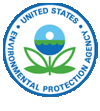 UNITED STATES
ENVIRONMENTAL PROTECTION AGENCY